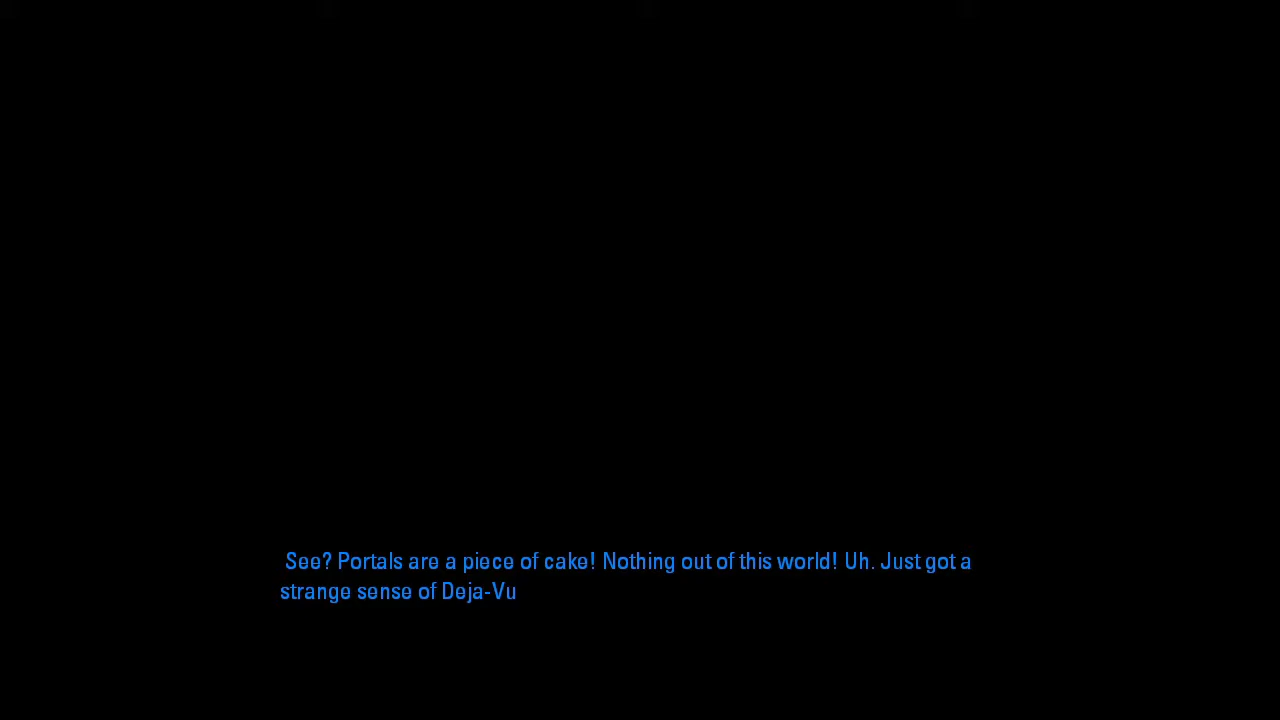 See? Portals are a piece of cake! Nothing out of this world! Uh. Just got a
strange sense of Deja-Vu